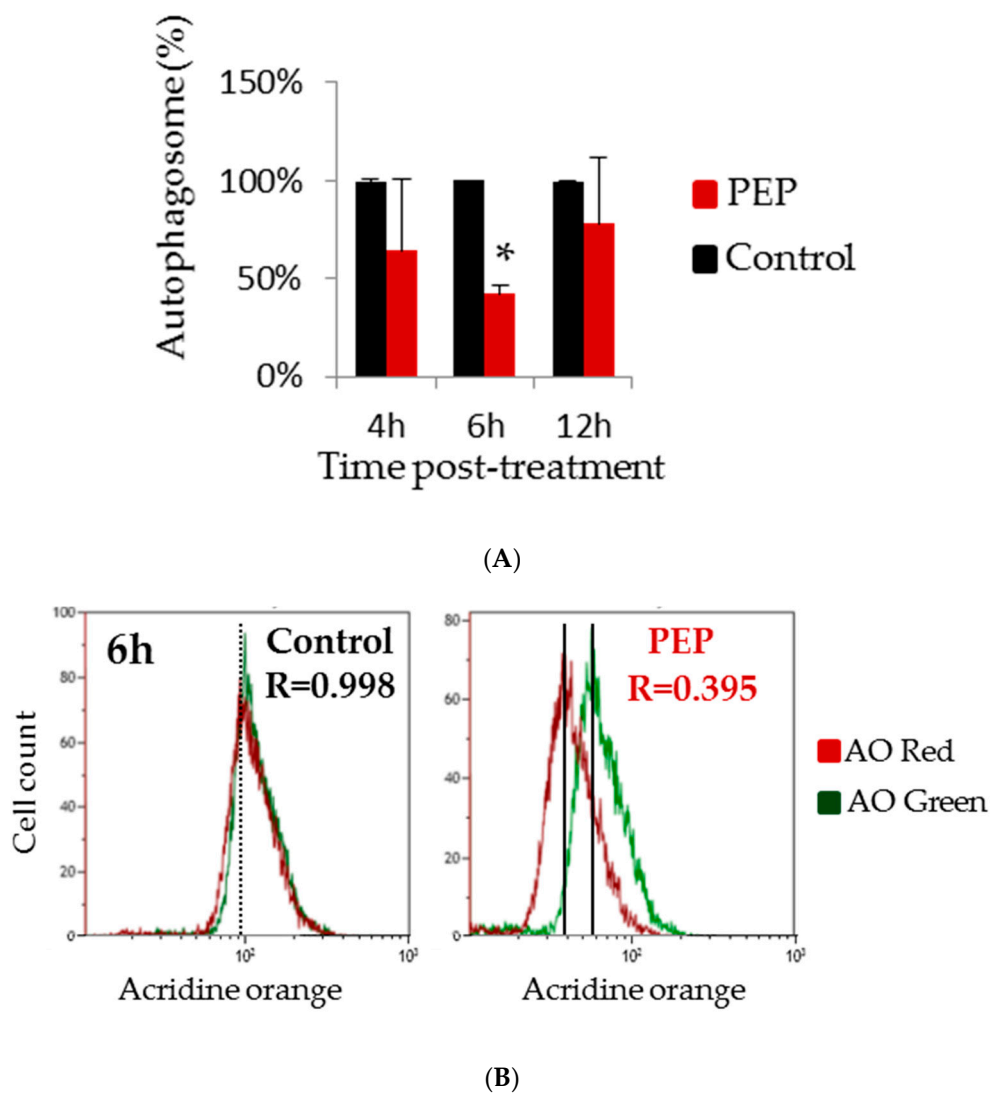 Autophagosome(%)
150%
100%
50%
0%
*
4h 6h 12h
Time post-treatment
PEP
Control
(A)
Cell count
100
80
60
40
20
0
6h
Control
R=0.998
10² 10³
Acridine orange
80
60
40
20
0
PEP
R=0.395
10² 10³
Acridine orange
AO Red
AO Green
(B)